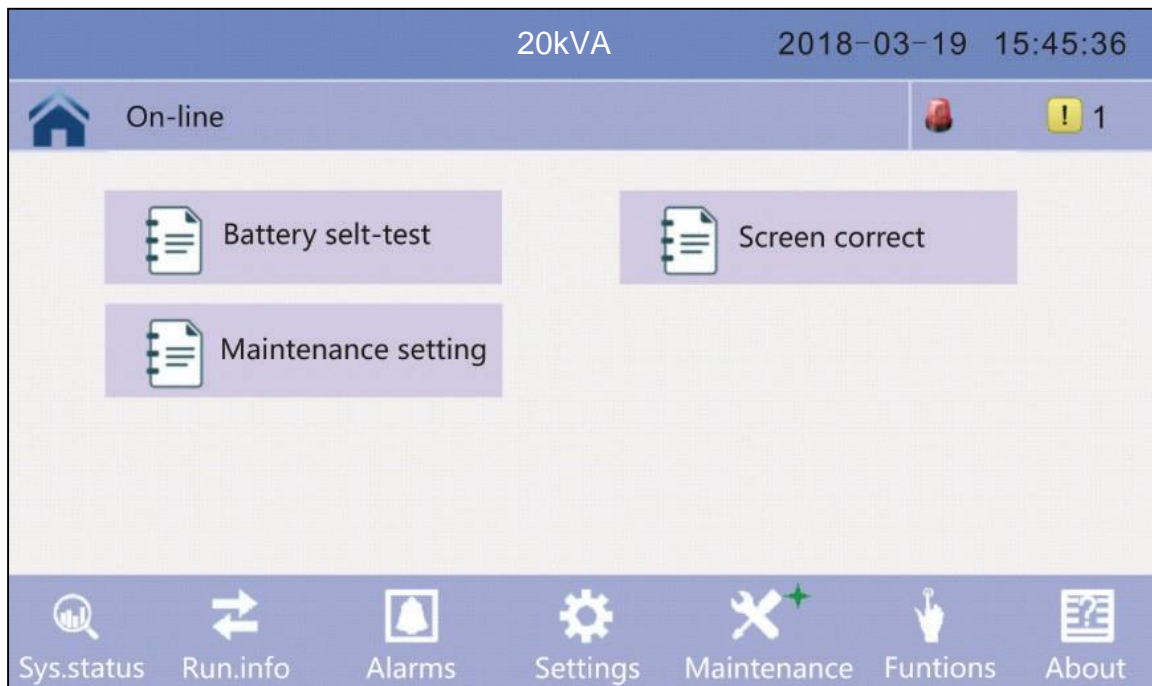 20kVA 2018-03-19 15:45:36
On-line ! 1
Battery selt-test Screen correct
Maintenance setting
Sys.status Run.info Alarms Settings Maintenance Funtions About